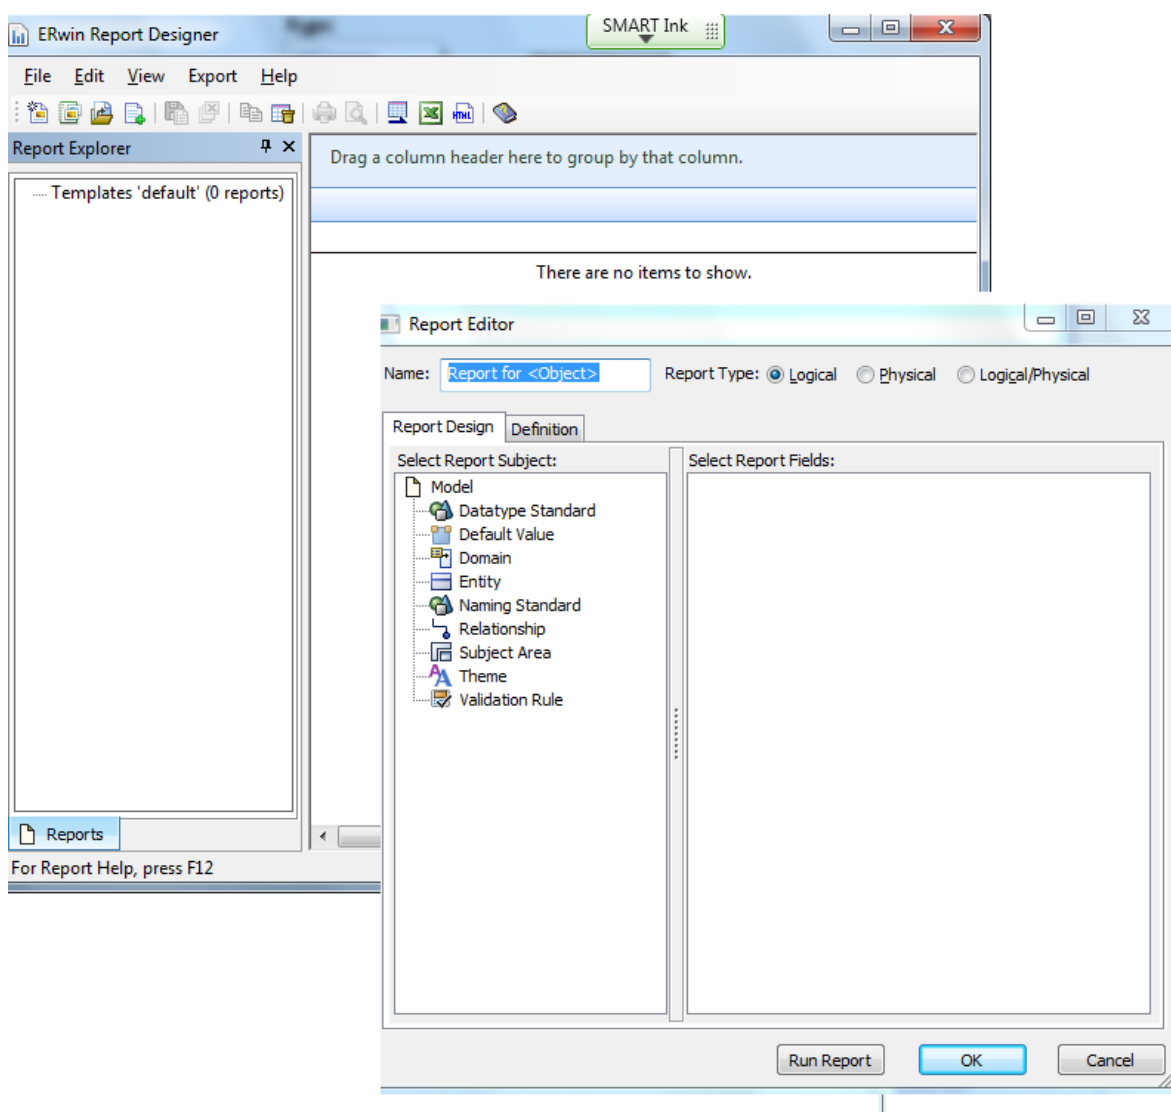 ERwin Report Designer
SMART Ink
File Edit View Export Help
HTML
Report Explorer
Drag a column header here to group by that column.
Templates 'default' (0 reports)
There are no items to show.
Reports
For Report Help, press F12
Report Editor
Name: Report for <Object> Report Type: Logical Physical Logical/Physical
Report Design Definition
Select Report Subject: Select Report Fields:
Model
Datatype Standard
Default Value
Domain
Entity
Naming Standard
Relationship
Subject Area
Theme
Validation Rule
Run Report OK Cancel